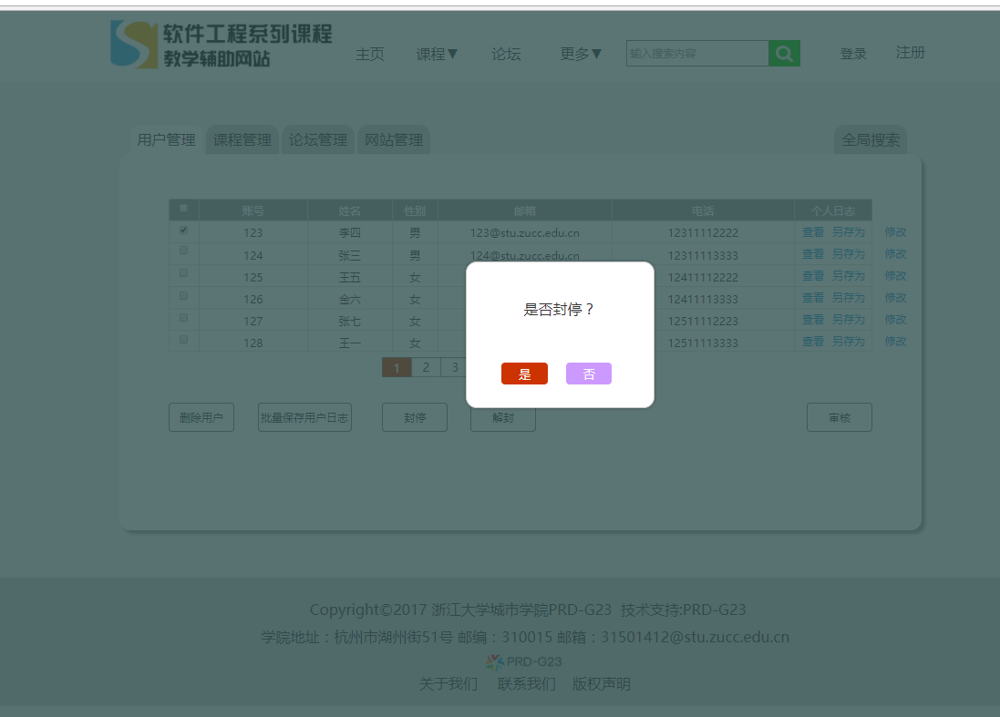 软件工程系列课程
教学辅助网站
主页 课程▼ 论坛 更多▼ 输入搜索内容 登录 注册
用户管理 课程管理 论坛管理 网站管理 全局搜索
账号 姓名 性别 邮箱 电话 个人日志
123 李四 男 123@stu.zucc.edu.cn 12311112222 查看 另存为 修改
124 张三 男 124@stu.zucc.edu.cn 12311113333 查看 另存为 修改
125 王五 女 12411112222 查看 另存为 修改
126 金六 女 12411113333 查看 另存为 修改
127 张七 女 12511112223 查看 另存为 修改
128 王一 女 12511113333 查看 另存为 修改
是否封停？
是 否
1 2 3
删除用户 批量保存用户日志 封停 解封 审核
Copyright©2017 浙江大学城市学院PRD-G23 技术支持:PRD-G23
学院地址：杭州市湖州街51号 邮编：310015 邮箱：31501412@stu.zucc.edu.cn
PRD-G23
关于我们 联系我们 版权声明